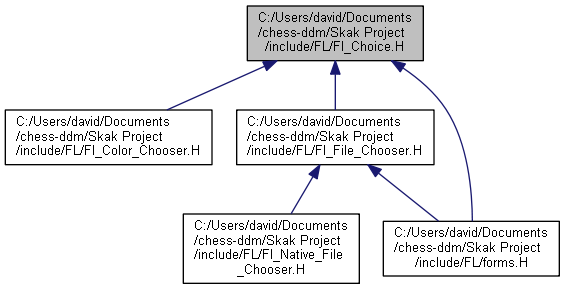 C:/Users/david/Documents
/chess-ddm/Skak Project
/include/FL/Fl_Choice.H
C:/Users/david/Documents
/chess-ddm/Skak Project
/include/FL/Fl_Color_Chooser.H
C:/Users/david/Documents
/chess-ddm/Skak Project
/include/FL/Fl_File_Chooser.H
C:/Users/david/Documents
/chess-ddm/Skak Project
/include/FL/Fl_Native_File
_Chooser.H
C:/Users/david/Documents
/chess-ddm/Skak Project
/include/FL/forms.H